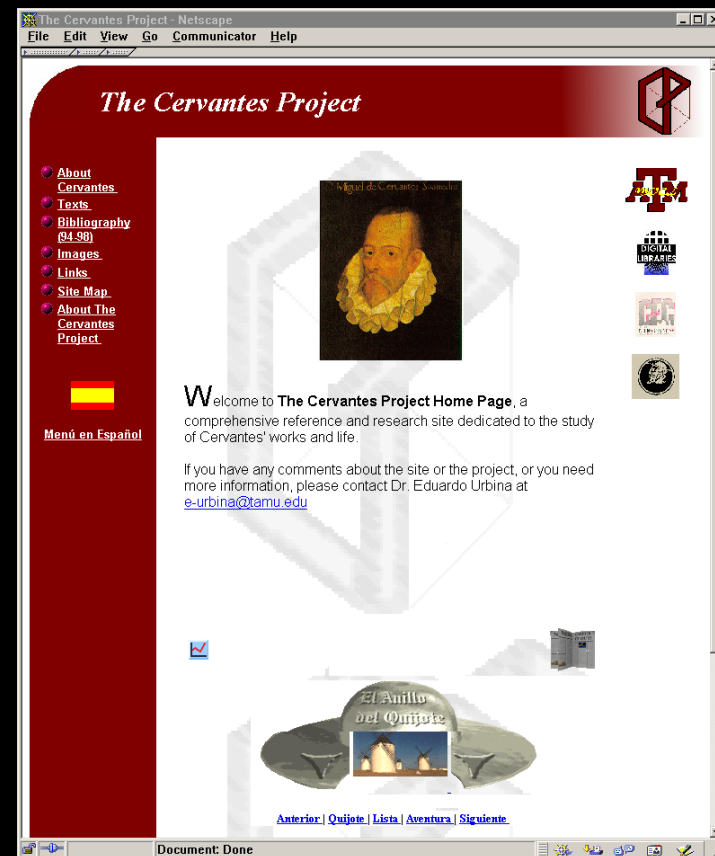 The Cervantes Project - Netscape
File Edit View Go Communicator Help
The Cervantes Project
About
Cervantes
Texts
Bibliography
(94-98)
Images
Links
Site Map
About The
Cervantes
Project
Menú en Español
Miguel de Cervantes Saavedra
ATM
DIGITAL
LIBRARIES
Welcome to The Cervantes Project Home Page, a
comprehensive reference and research site dedicated to the study
of Cervantes' works and life.
If you have any comments about the site or the project, or you need
more information, please contact Dr. Eduardo Urbina at
e-urbina@tamu.edu
El Anillo
del Quijote
Anterior | Quijote | Lista | Aventura | Siguiente
Document: Done